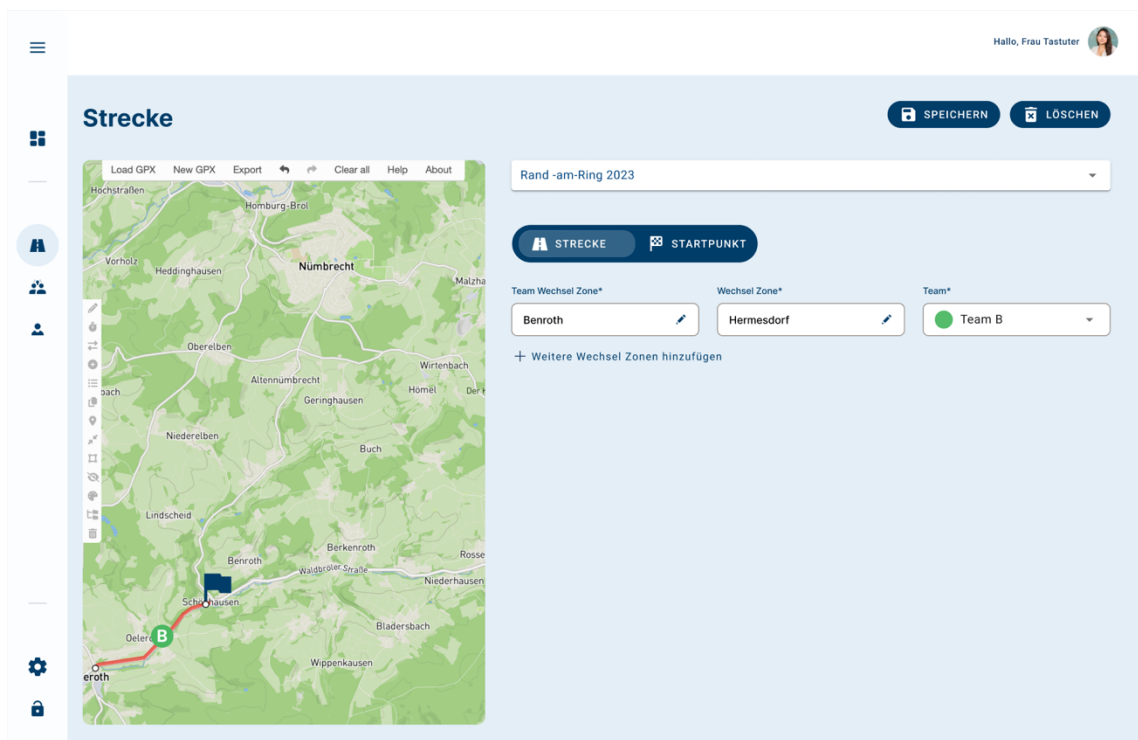 Hallo, Frau Tastuter
Strecke
SPEICHERN
LÖSCHEN
Load GPX New GPX Export Clear all Help About
Hochstraßen
Homburg-Bröl
Vorholz
Heddinghausen
Nümbrecht
Malzha
Oberelben
Wirtenbach
Altennümbrecht
bach
Homel
Der
Geringhausen
Niederelben
Buch
Lindscheid
Berkenroth
Rosse
Benroth
Waldbröler Straße
Niederhausen
Schönhausen
Bladersbach
Oelero
B
Wippenkausen
eroth
Rand -am-Ring 2023
STRECKE STARTPUNKT
Team Wechsel Zone* Wechsel Zone* Team*
Benroth Hermesdorf Team B
+ Weitere Wechsel Zonen hinzufügen